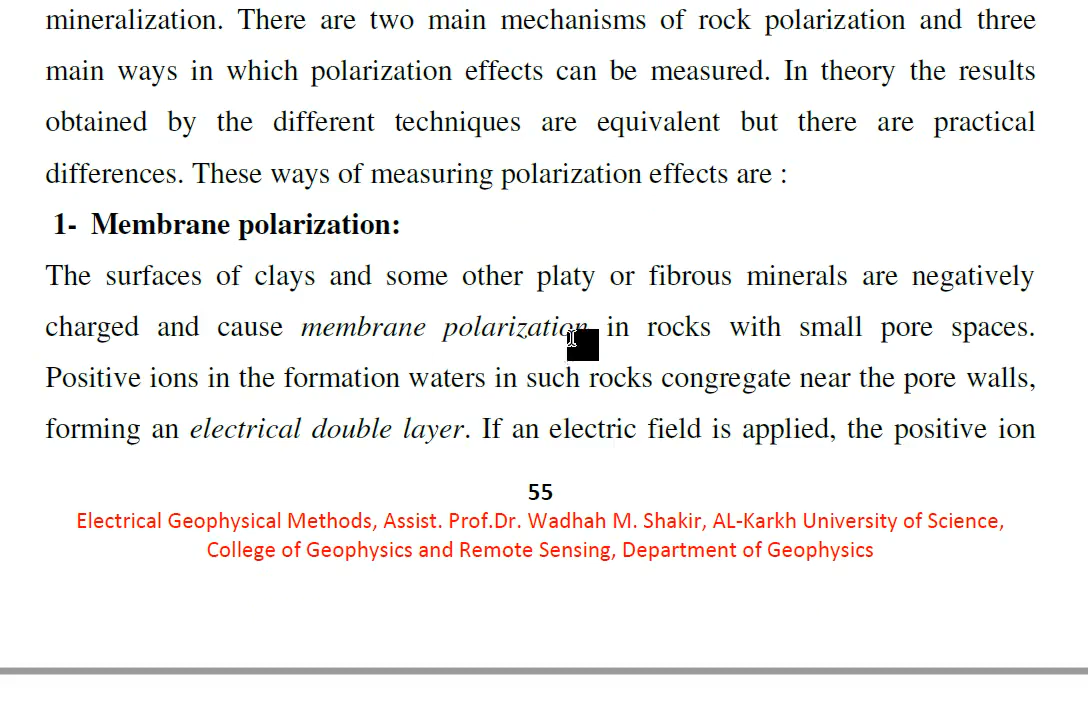 mineralization. There are two main mechanisms of rock polarization and three
main ways in which polarization effects can be measured. In theory the results
obtained by the different techniques are equivalent but there are practical
differences. These ways of measuring polarization effects are :
1- Membrane polarization:
The surfaces of clays and some other platy or fibrous minerals are negatively
charged and cause membrane polarization in rocks with small pore spaces.
Positive ions in the formation waters in such rocks congregate near the pore walls,
forming an electrical double layer. If an electric field is applied, the positive ion
55
Electrical Geophysical Methods, Assist. Prof.Dr. Wadhah M. Shakir, AL-Karkh University of Science,
College of Geophysics and Remote Sensing, Department of Geophysics